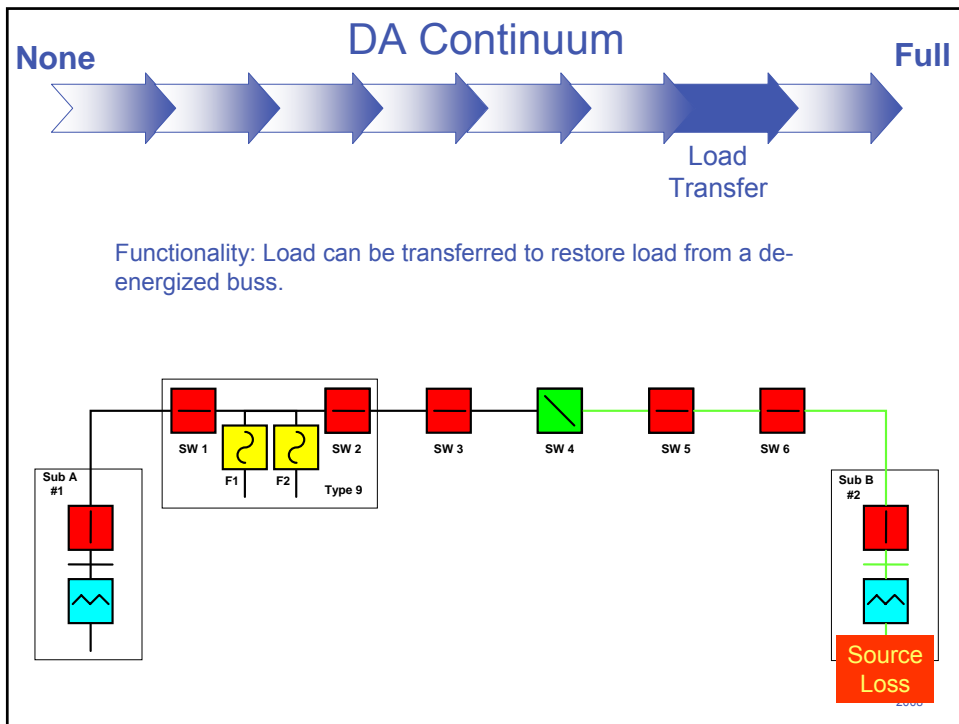 DA Continuum
None
Full
Load
Transfer
Functionality: Load can be transferred to restore load from a de-
energized buss.
SW 1
SW 2
SW 3
SW 4
SW 5
SW 6
F1
F2
Type 9
Sub A
#1
Sub B
#2
Source
Loss